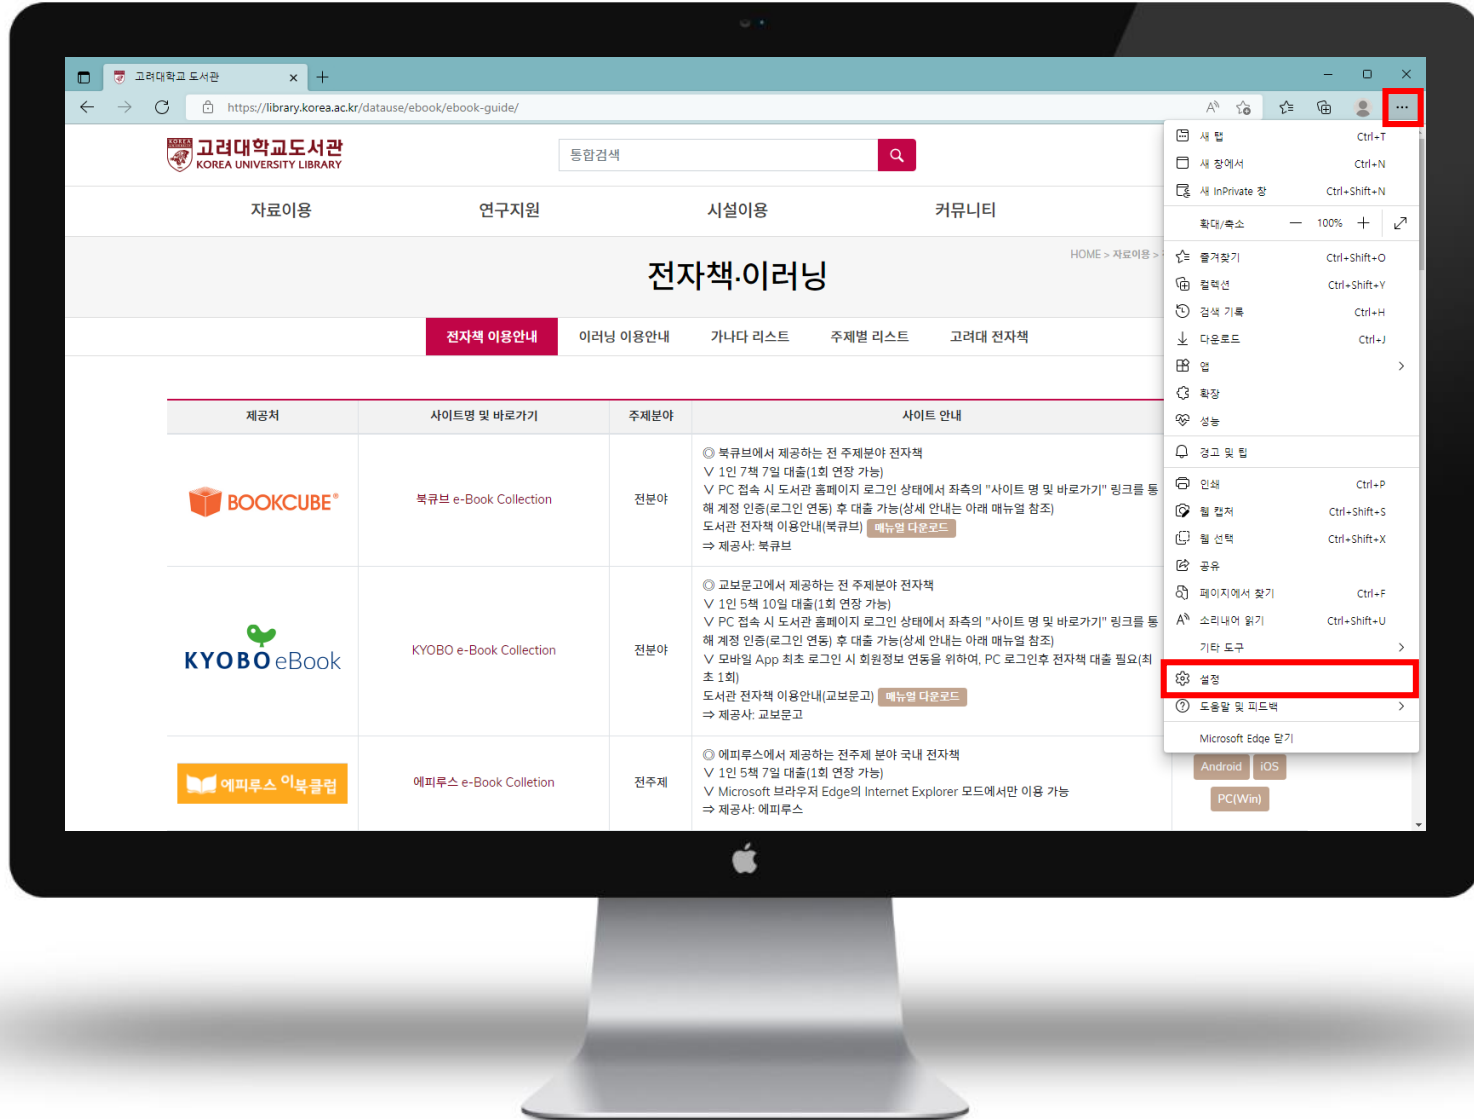 고려대학교 도서관
https://library.korea.ac.kr/datause/ebook/ebook-guide/
고려대학교도서관
KOREA UNIVERSITY LIBRARY
통합검색
자료이용
연구지원
시설이용
커뮤니티
HOME > 자료이용 >
전자책·이러닝
전자책 이용안내
이러닝 이용안내
가나다 리스트
주제별 리스트
고려대 전자책
제공처
사이트명 및 바로가기
주제분야
사이트 안내
BOOKCUBE®
북큐브 e-Book Collection
전분야
◎ 북큐브에서 제공하는 전 주제분야 전자책
∨ 1인 7책 7일 대출(1회 연장 가능)
∨ PC 접속 시 도서관 홈페이지 로그인 상태에서 좌측의 "사이트 명 및 바로가기" 링크를 통
해 계정 인증(로그인 연동) 후 대출 가능(상세 안내는 아래 매뉴얼 참조)
도서관 전자책 이용안내(북큐브) 매뉴얼 다운로드
⇒ 제공사: 북큐브
KYOBO eBook
KYOBO e-Book Collection
전분야
◎ 교보문고에서 제공하는 전 주제분야 전자책
∨ 1인 5책 10일 대출(1회 연장 가능)
∨ PC 접속 시 도서관 홈페이지 로그인 상태에서 좌측의 "사이트 명 및 바로가기" 링크를 통
해 계정 인증(로그인 연동) 후 대출 가능(상세 안내는 아래 매뉴얼 참조)
∨ 모바일 App 최초 로그인 시 회원정보 연동을 위하여, PC 로그인후 전자책 대출 필요(최
초 1회)
도서관 전자책 이용안내(교보문고) 매뉴얼 다운로드
⇒ 제공사: 교보문고
에피루스 이북클럽
에피루스 e-Book Colletion
전주제
◎ 에피루스에서 제공하는 전주제 분야 국내 전자책
∨ 1인 5책 7일 대출(1회 연장 가능)
∨ Microsoft 브라우저 Edge의 Internet Explorer 모드에서만 이용 가능
⇒ 제공사: 에피루스
Android iOS
PC(Win)
새 탭 Ctrl+T
새 창에서 Ctrl+N
새 InPrivate 창 Ctrl+Shift+N
확대/축소 100%
즐겨찾기 Ctrl+Shift+O
컬렉션 Ctrl+Shift+Y
검색 기록 Ctrl+H
다운로드 Ctrl+J
앱
확장
성능
경고 및 팁
인쇄 Ctrl+P
웹 캡처 Ctrl+Shift+S
웹 선택 Ctrl+Shift+X
공유
페이지에서 찾기 Ctrl+F
소리내어 읽기 Ctrl+Shift+U
기타 도구
설정
도움말 및 피드백
Microsoft Edge 닫기